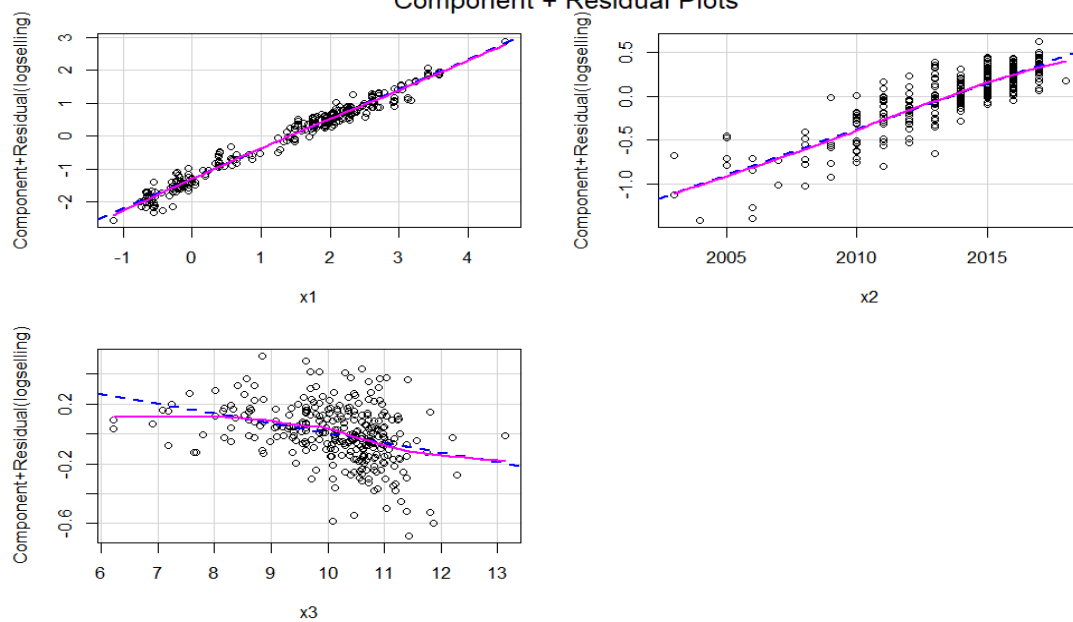 Component + Residual Plots
Component+Residual(logselling)
3
2
1
0
-1
-2
-1 0 1 2 3 4
x1
Component+Residual(logselling)
0.5
0.0
-0.5
-1.0
2005 2010 2015
x2
Component+Residual(logselling)
0.2
-0.2
-0.6
6 7 8 9 10 11 12 13
x3